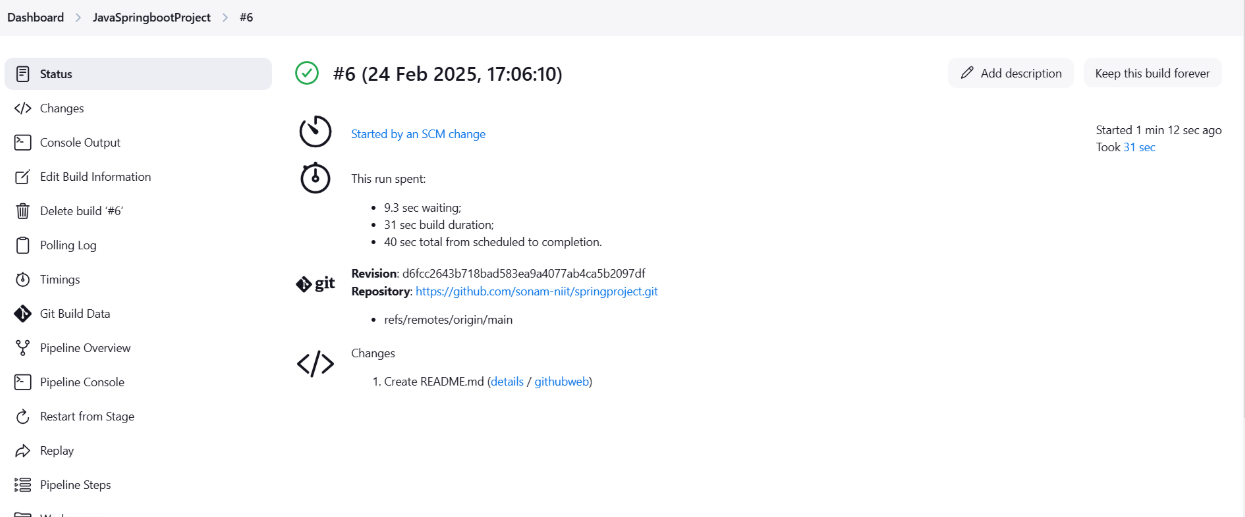 Dashboard > JavaSpringbootProject > #6
Status
Changes
Console Output
Edit Build Information
Delete build ‘#6’
Polling Log
Timings
Git Build Data
Pipeline Overview
Pipeline Console
Restart from Stage
Replay
Pipeline Steps
#6 (24 Feb 2025, 17:06:10)
Add description
Keep this build forever
Started by an SCM change
Started 1 min 12 sec ago
Took 31 sec
This run spent:
• 9.3 sec waiting;
• 31 sec build duration;
• 40 sec total from scheduled to completion.
git
Revision: d6fcc2643b718bad583ea9a4077ab4ca5b2097df
Repository: https://github.com/sonam-niit/springproject.git
• refs/remotes/origin/main
Changes
1. Create README.md (details / githubweb)